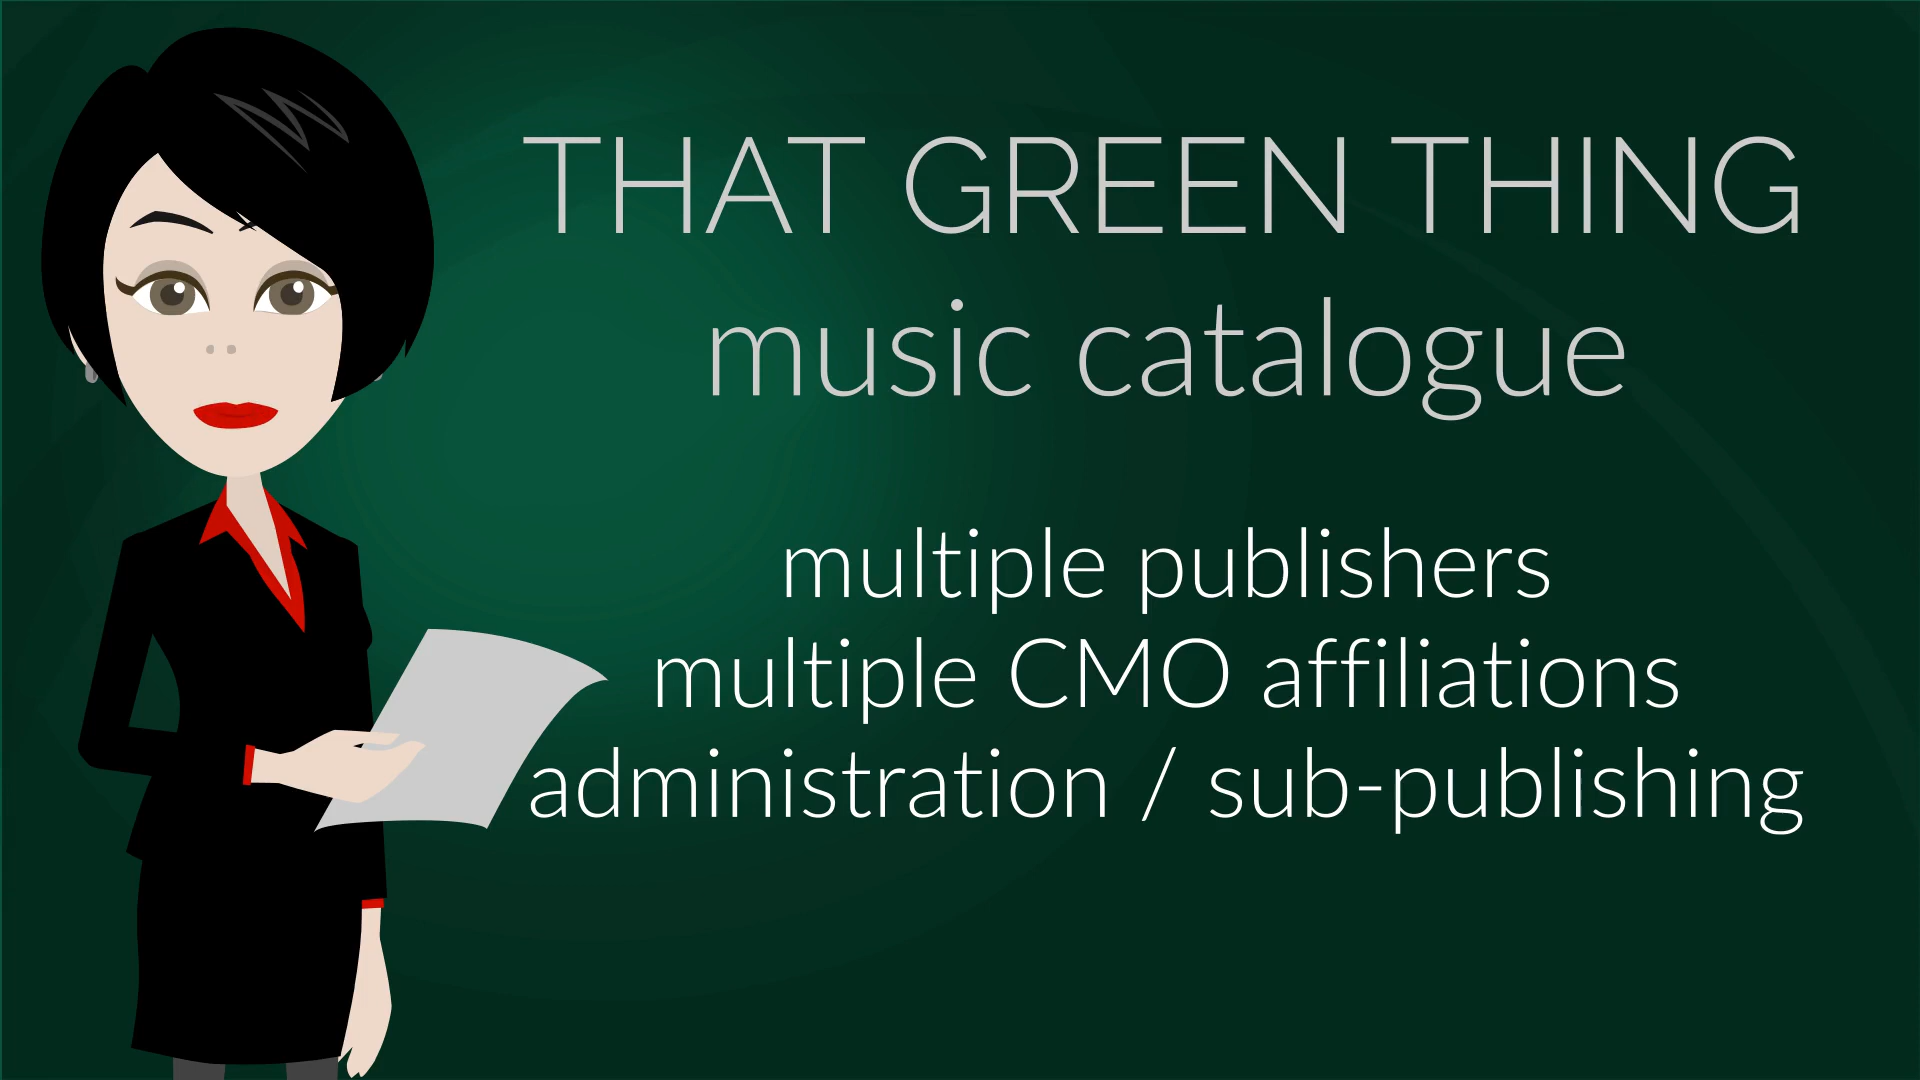 THAT GREEN THING
music catalogue
multiple publishers
multiple CMO affiliations
administration / sub-publishing